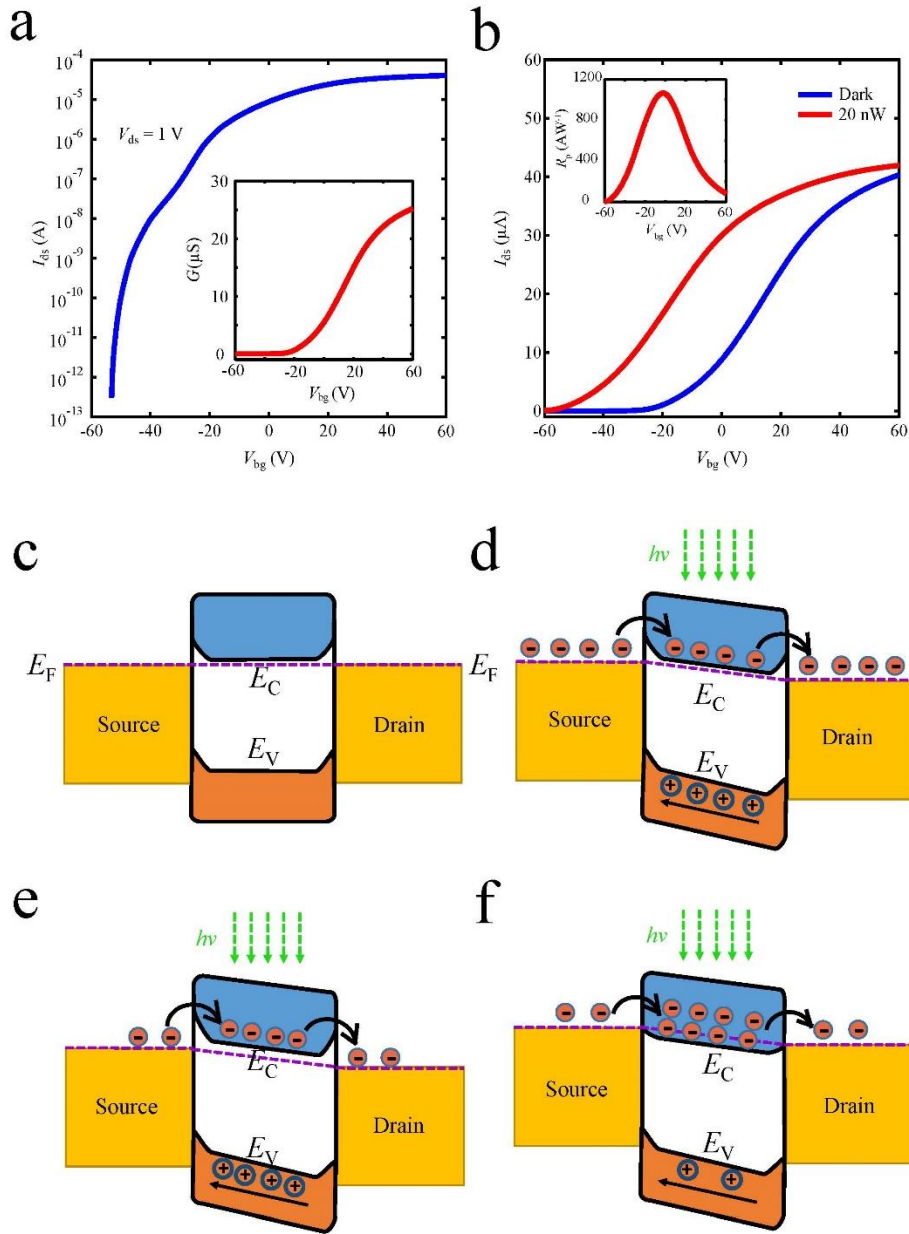 a
10⁻⁴
10⁻⁵
10⁻⁶
10⁻⁷
10⁻⁸
10⁻⁹
10⁻¹⁰
10⁻¹¹
10⁻¹²
10⁻¹³
I_ds (A)
V_ds = 1 V
-60 -40 -20 0 20 40 60
V_bg (V)
30
20
10
0
G (µS)
-60 -20 20 60
V_bg (V)
b
60
50
40
30
20
10
0
I_ds (µA)
-60 -40 -20 0 20 40 60
V_bg (V)
Dark
20 nW
1200
800
400
0
R_p (AW⁻¹)
-60 -20 20 60
V_bg (V)
c
E_F
E_C
Source
Drain
E_V
d
hv
E_F
E_C
Source
Drain
E_V
e
hv
E_C
Source
Drain
E_V
f
hv
E_C
Source
Drain
E_V